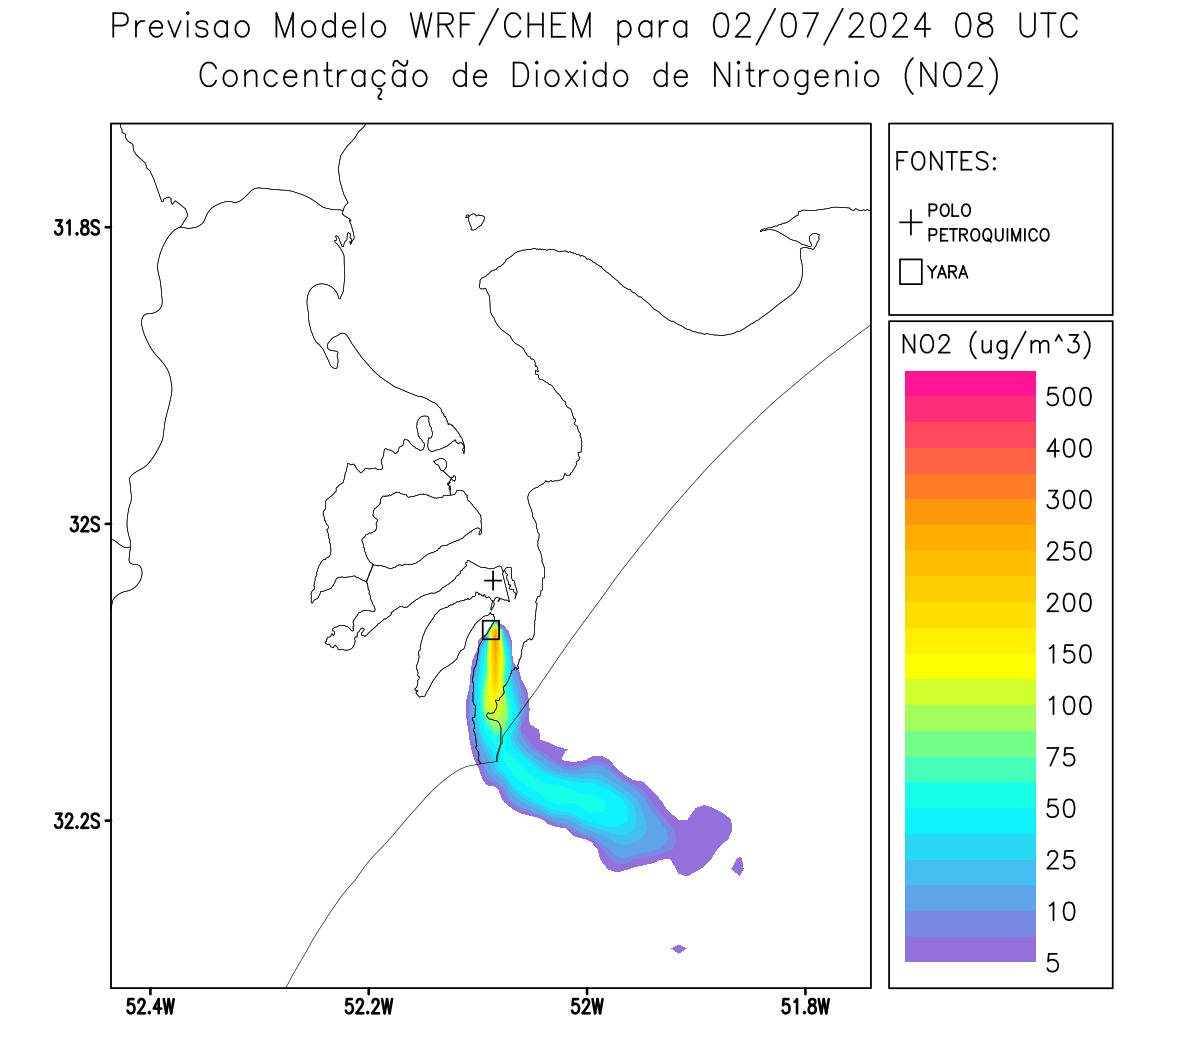 Previsao Modelo WRF/CHEM para 02/07/2024 08 UTC
Concentração de Dioxido de Nitrogenio (NO2)
FONTES:
POLO
PETROQUIMICO
YARA
31.8S
32S
32.2S
52.4W
52.2W
52W
51.8W
NO2 (ug/m^3)
500
400
300
250
200
150
100
75
50
25
10
5